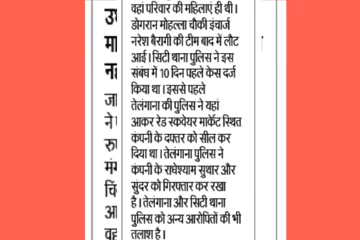 वहां परिवार की महिलाएं ही थी।
डोगरान मोहल्ला चौकी इंचार्ज
नरेश बैरागी की टीम बाद में लौट
आई। सिटी थाना पुलिस ने इस
संबंध में 10 दिन पहले केस दर्ज
किया था। इससे पहले
तेलंगाना की पुलिस ने यहां
आकर रेड स्कवेयर मार्केट स्थित
कंपनी के दफ्तर को सील कर
दिया था। तेलंगाना पुलिस ने
कंपनी के राधेश्याम सुथार और
सुंदर को गिरफ्तार कर रखा
है। तेलंगाना और सिटी थाना
पुलिस को अन्य आरोपितों की भी
तलाश है।